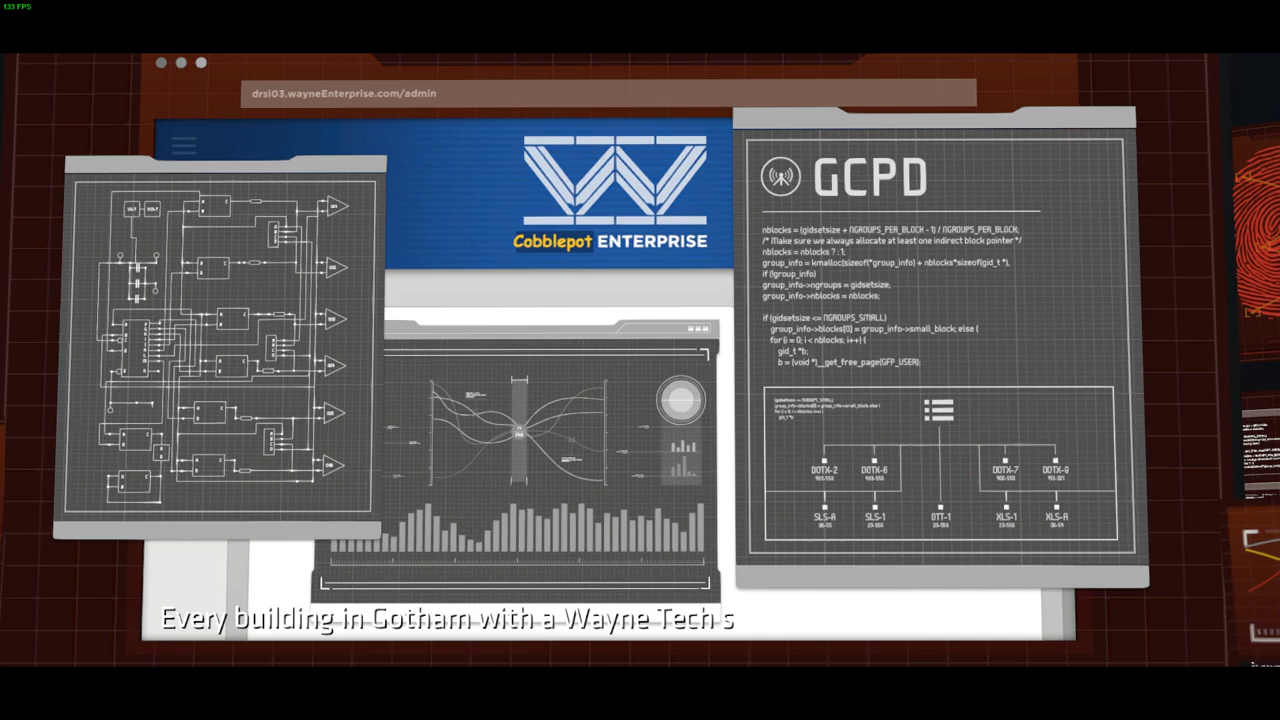 133 FPS
drsl03.wayneEnterprise.com/admin
Cobblepot ENTERPRISE
GCPD
nblocks = (gidsetsize + NGROUPS_PER_BLOCK - 1) / NGROUPS_PER_BLOCK;
/* Make sure we always allocate at least one indirect block pointer */
nblocks = nblocks ? : 1;
group_info = kmalloc(sizeof(*group_info) + nblocks*sizeof(gid_t *),
if (!group_info)
group_info->ngroups = gidsetsize;
group_info->nblocks = nblocks;
if (gidsetsize <= NGROUPS_SMALL)
group_info->blocks[0] = group_info->small_block; else {
for (i = 0; i < nblocks; i++) {
gid_t *b;
b = (void *)__get_free_page(GFP_USER);
DOTX-2 DOTX-6 DOTX-7 DOTX-9
SLS-A SLS-1 OTT-1 XLS-1 XLS-A
Every building in Gotham with a Wayne Tech s